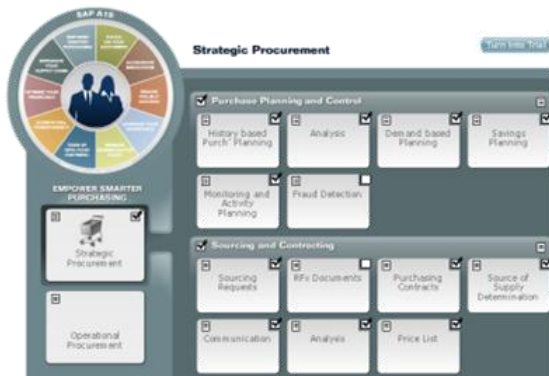 SAP A1S
Strategic Procurement
Turn Into Trial
EMPOWER SMARTER
PURCHASING
Strategic
Procurement
Operational
Procurement
Purchase Planning and Control
History based
Purch' Planning
Analysis
Demand based
Planning
Savings
Planning
Monitoring and
Activity
Planning
Fraud Detection
Sourcing and Contracting
Sourcing
Requests
RFx Documents
Purchasing
Contracts
Source of
Supply
Determination
Communication
Analysis
Price List